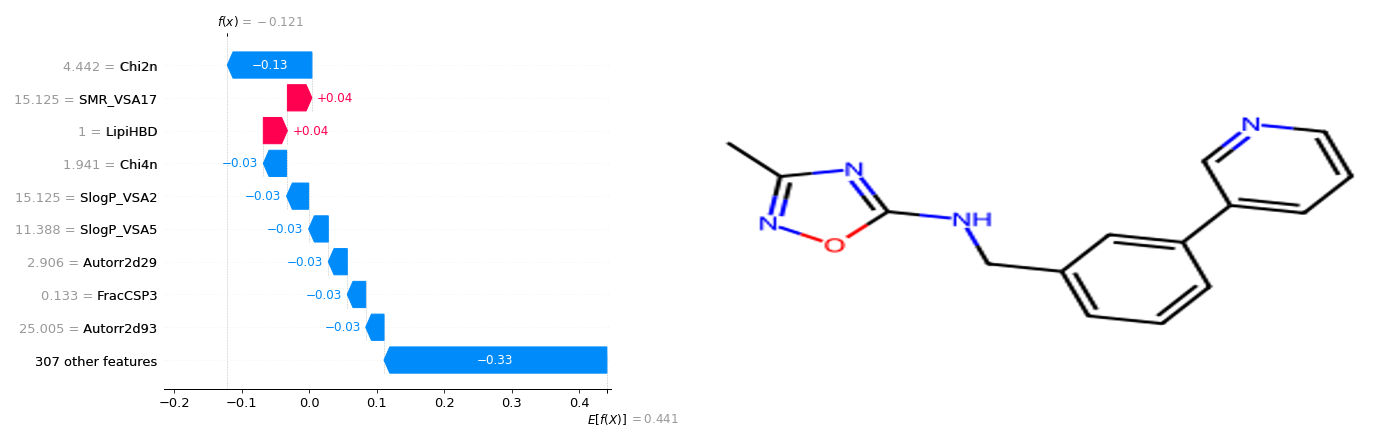 f(x) = −0.121
4.442 = Chi2n
−0.13
15.125 = SMR_VSA17
+0.04
1 = LipiHBD
+0.04
1.941 = Chi4n
−0.03
15.125 = SlogP_VSA2
−0.03
11.388 = SlogP_VSA5
−0.03
2.906 = Autorr2d29
−0.03
0.133 = FracCSP3
−0.03
25.005 = Autorr2d93
−0.03
307 other features
−0.33
−0.2 −0.1 0.0 0.1 0.2 0.3 0.4
E[f(X)] = 0.441
N
N
N
O
NH